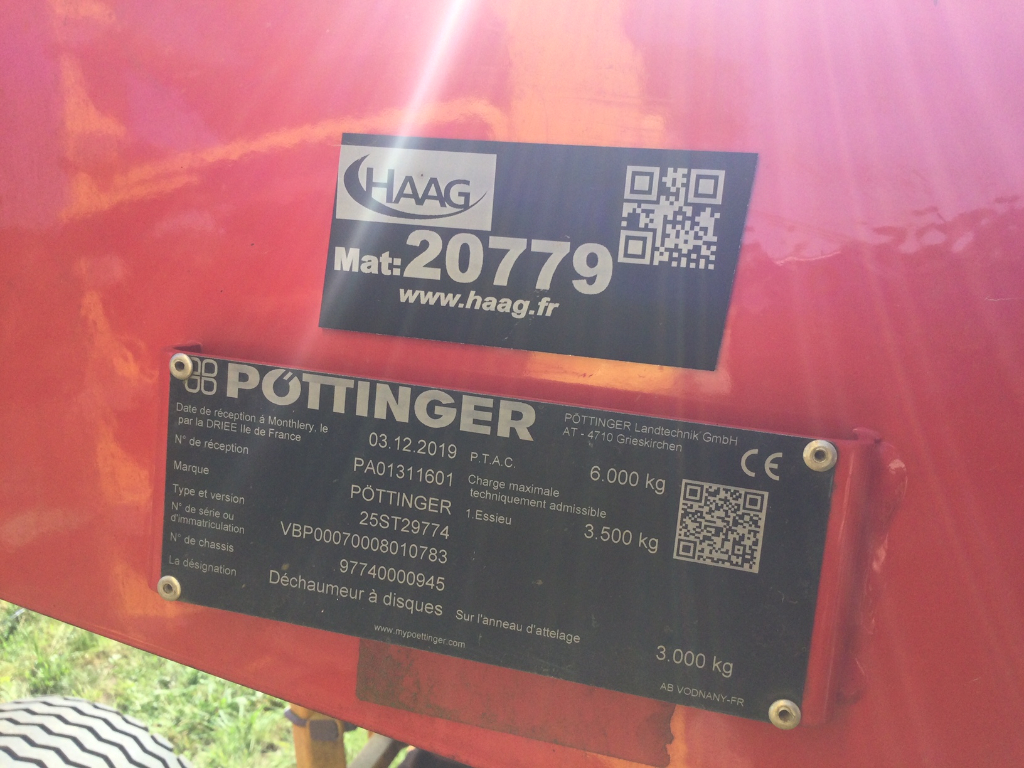 HAAG
Mat:20779
www.haag.fr
PÖTTINGER
PÖTTINGER Landtechnik GmbH
AT - 4710 Grieskirchen
Date de réception à Monthlery, le
par la DRIEE Ile de France
03.12.2019
N° de réception
PA01311601
Marque
PÖTTINGER
Type et version
25ST29774
N° de série ou
d'immatriculation
VBP00070008010783
N° de chassis
97740000945
La désignation
Déchaumeur à disques
www.mypoettinger.com
P.T.A.C.
6.000 kg
CE
Charge maximale
techniquement admissible
1.Essieu
3.500 kg
Sur l'anneau d'attelage
3.000 kg
AB VODNANY-FR